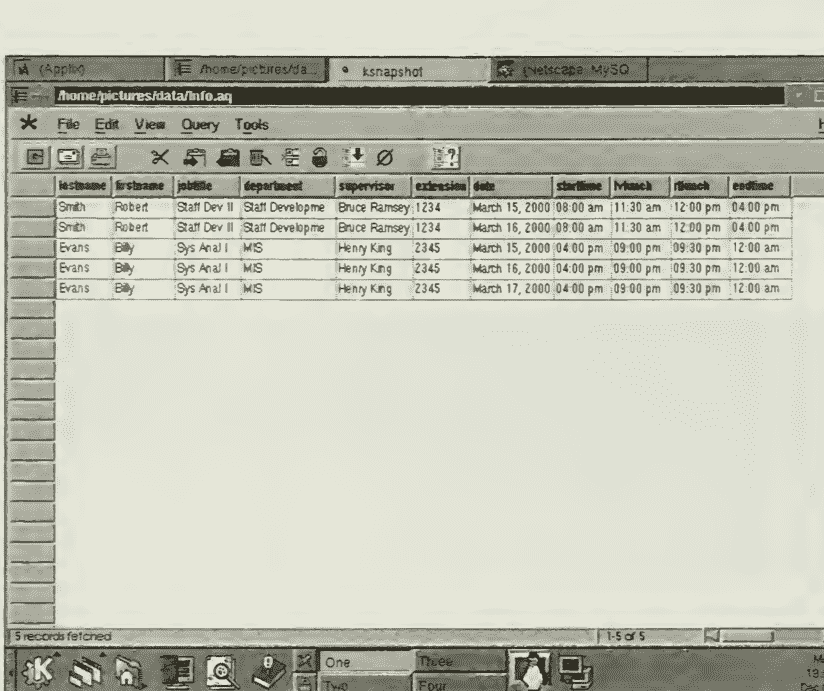 (Applix) /home/pictures/da... ksnapshot (Netscape: MySQ
/home/pictures/data/Info.aq
File Edit View Query Tools H
lastname firstname jobtitle department supervisor extension date starttime lvlunch rtlunch endtime
Smith Robert Staff Dev II Staff Developme Bruce Ramsey 1234 March 15, 2000 08:00 am 11:30 am 12:00 pm 04:00 pm
Smith Robert Staff Dev II Staff Developme Bruce Ramsey 1234 March 16, 2000 08:00 am 11:30 am 12:00 pm 04:00 pm
Evans Billy Sys Anal I MIS Henry King 2345 March 15, 2000 04:00 pm 09:00 pm 09:30 pm 12:00 am
Evans Billy Sys Anal I MIS Henry King 2345 March 16, 2000 04:00 pm 09:00 pm 09:30 pm 12:00 am
Evans Billy Sys Anal I MIS Henry King 2345 March 17, 2000 04:00 pm 09:00 pm 09:30 pm 12:00 am
5 records fetched 1-5 of 5
One Three
Two Four